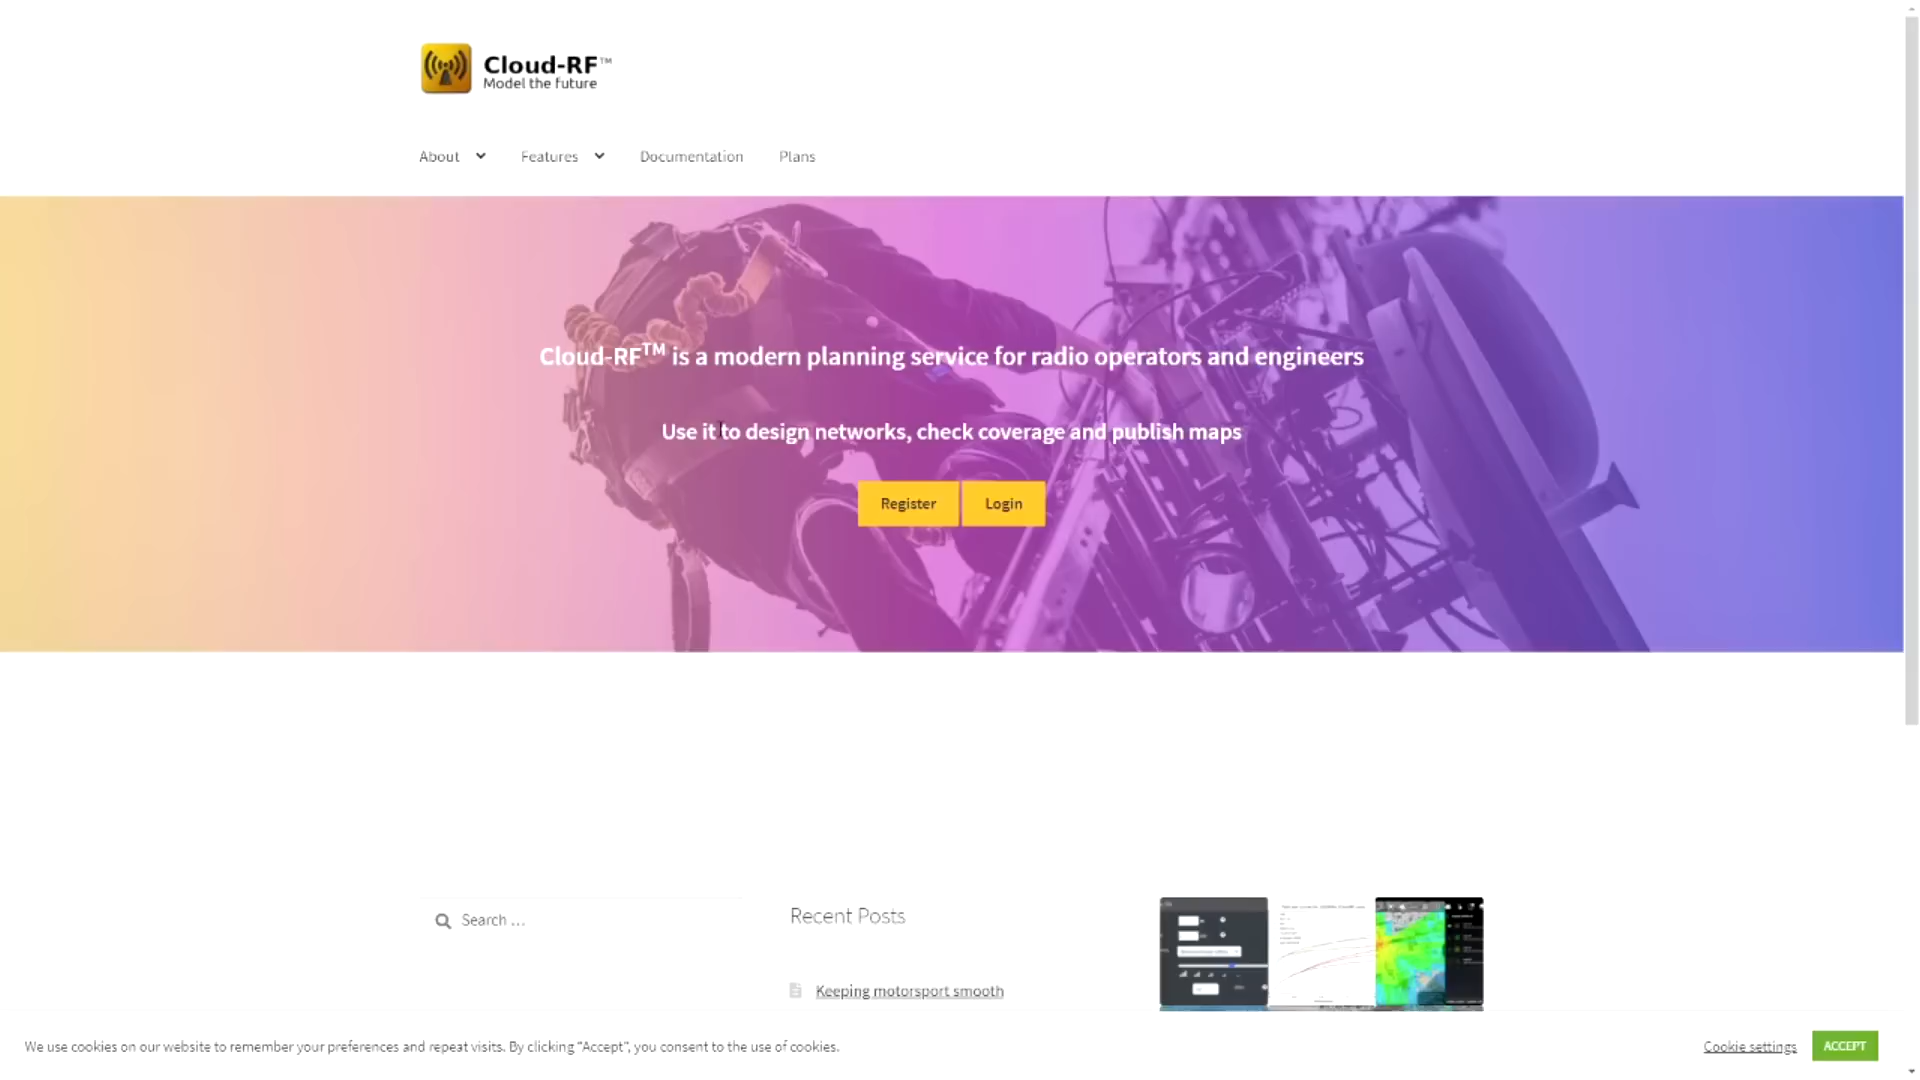 Cloud-RF™
Model the future
About
Features
Documentation
Plans
Cloud-RF™ is a modern planning service for radio operators and engineers
Use it to design networks, check coverage and publish maps
Register
Login
Search …
Recent Posts
Keeping motorsport smooth
We use cookies on our website to remember your preferences and repeat visits. By clicking “Accept”, you consent to the use of cookies.
Cookie settings
ACCEPT